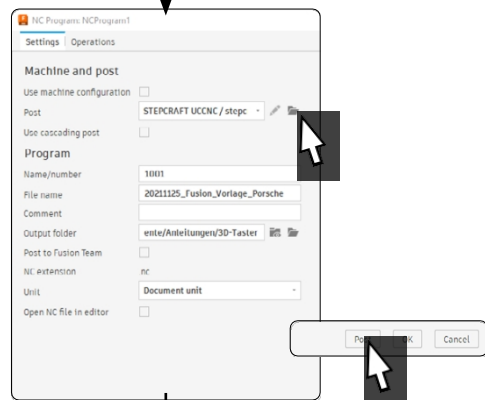 NC Program: NCProgram1
Settings Operations
Machine and post
Use machine configuration
Post STEPCRAFT UCCNC / stepc
Use cascading post
Program
Name/number 1001
File name 20211125_Fusion_Vorlage_Porsche
Comment
Output folder ente/Anleitungen/3D-Taster
Post to Fusion Team
NC extension nc
Unit Document unit
Open NC file in editor
Cancel